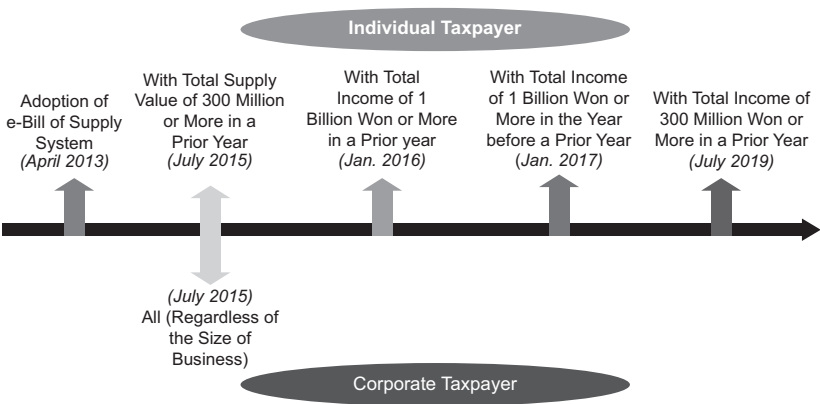 Individual Taxpayer
Adoption of
e-Bill of Supply
System
(April 2013)
With Total Supply
Value of 300 Million
or More in a
Prior Year
(July 2015)
With Total
Income of 1
Billion Won or More
in a Prior year
(Jan. 2016)
With Total Income
of 1 Billion Won or
More in the Year
before a Prior Year
(Jan. 2017)
With Total Income of
300 Million Won or
More in a Prior Year
(July 2019)
(July 2015)
All (Regardless of
the Size of
Business)
Corporate Taxpayer